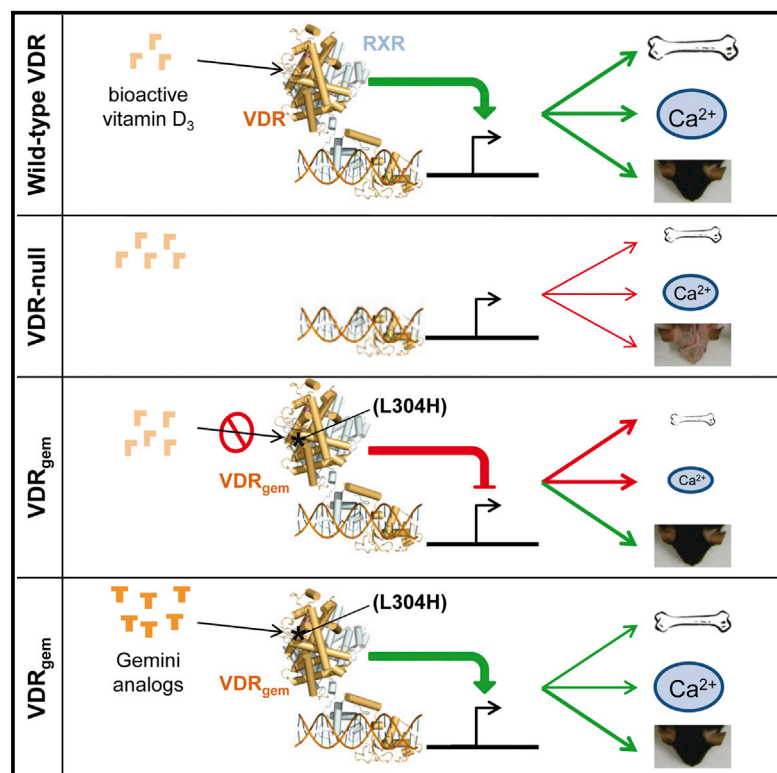 Wild-type VDR
bioactive
vitamin D₃
RXR
VDR
Ca²⁺
VDR-null
Ca²⁺
VDRgem
(L304H)
VDRgem
Ca²⁺
VDRgem
Gemini
analogs
(L304H)
VDRgem
Ca²⁺